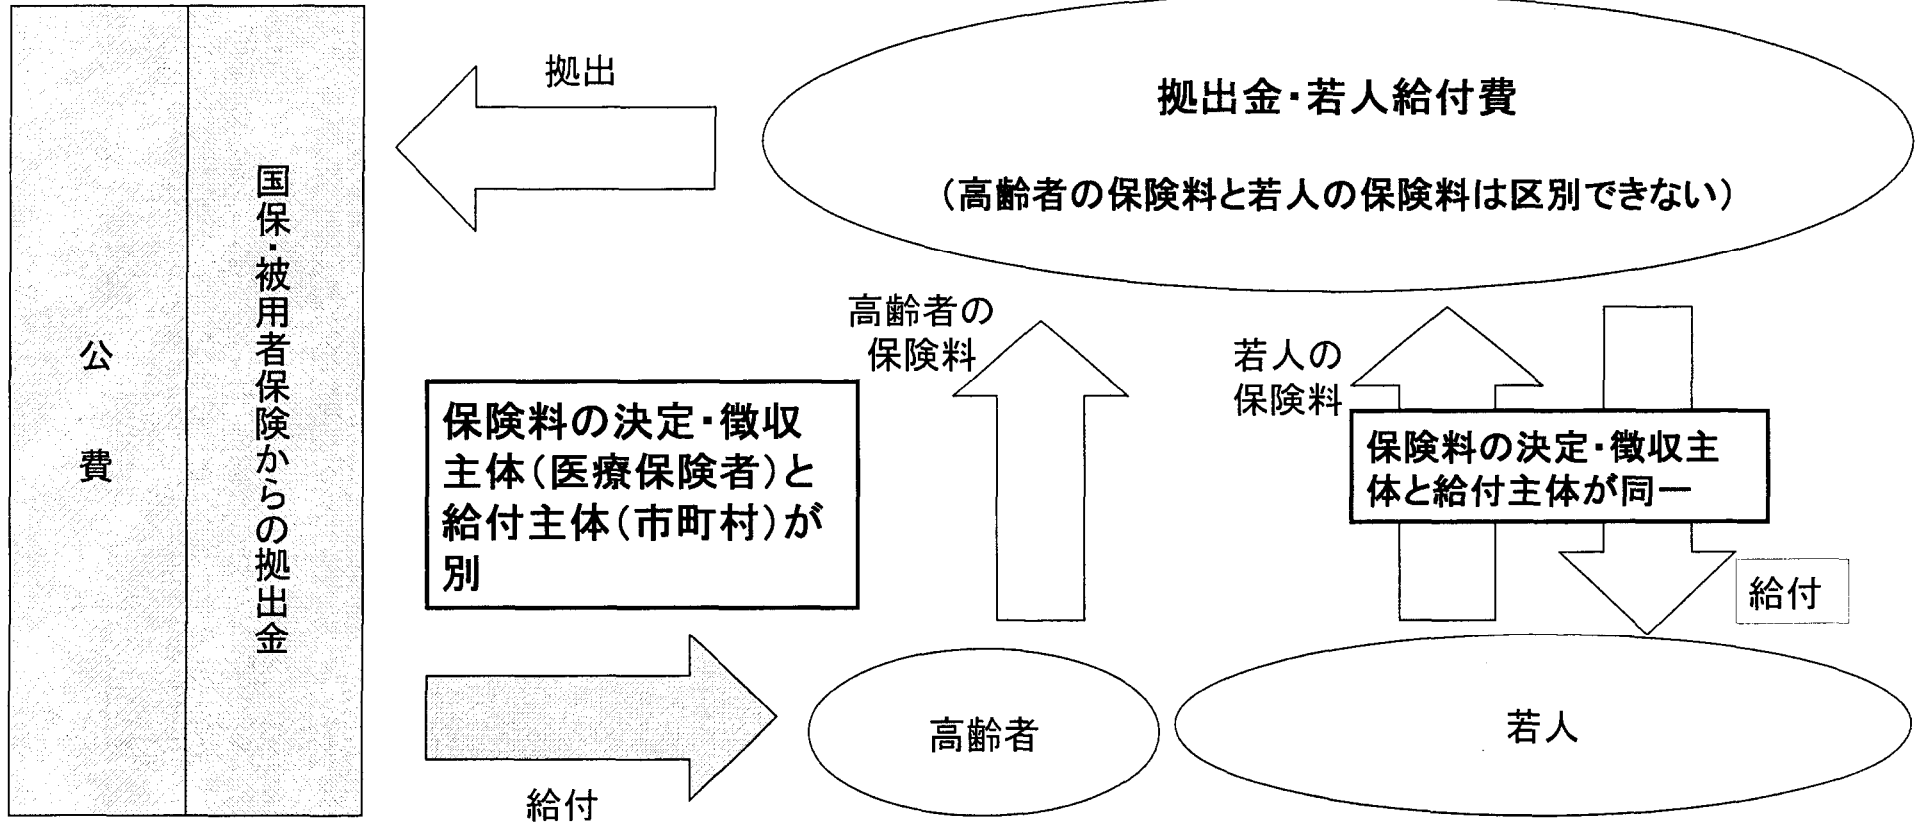 公費
国保・被用者保険からの拠出金
拠出
拠出金・若人給付費
（高齢者の保険料と若人の保険料は区別できない）
高齢者の
保険料
若人の
保険料
保険料の決定・徴収
主体（医療保険者）と
給付主体（市町村）が
別
保険料の決定・徴収主
体と給付主体が同一
給付
給付
高齢者
若人